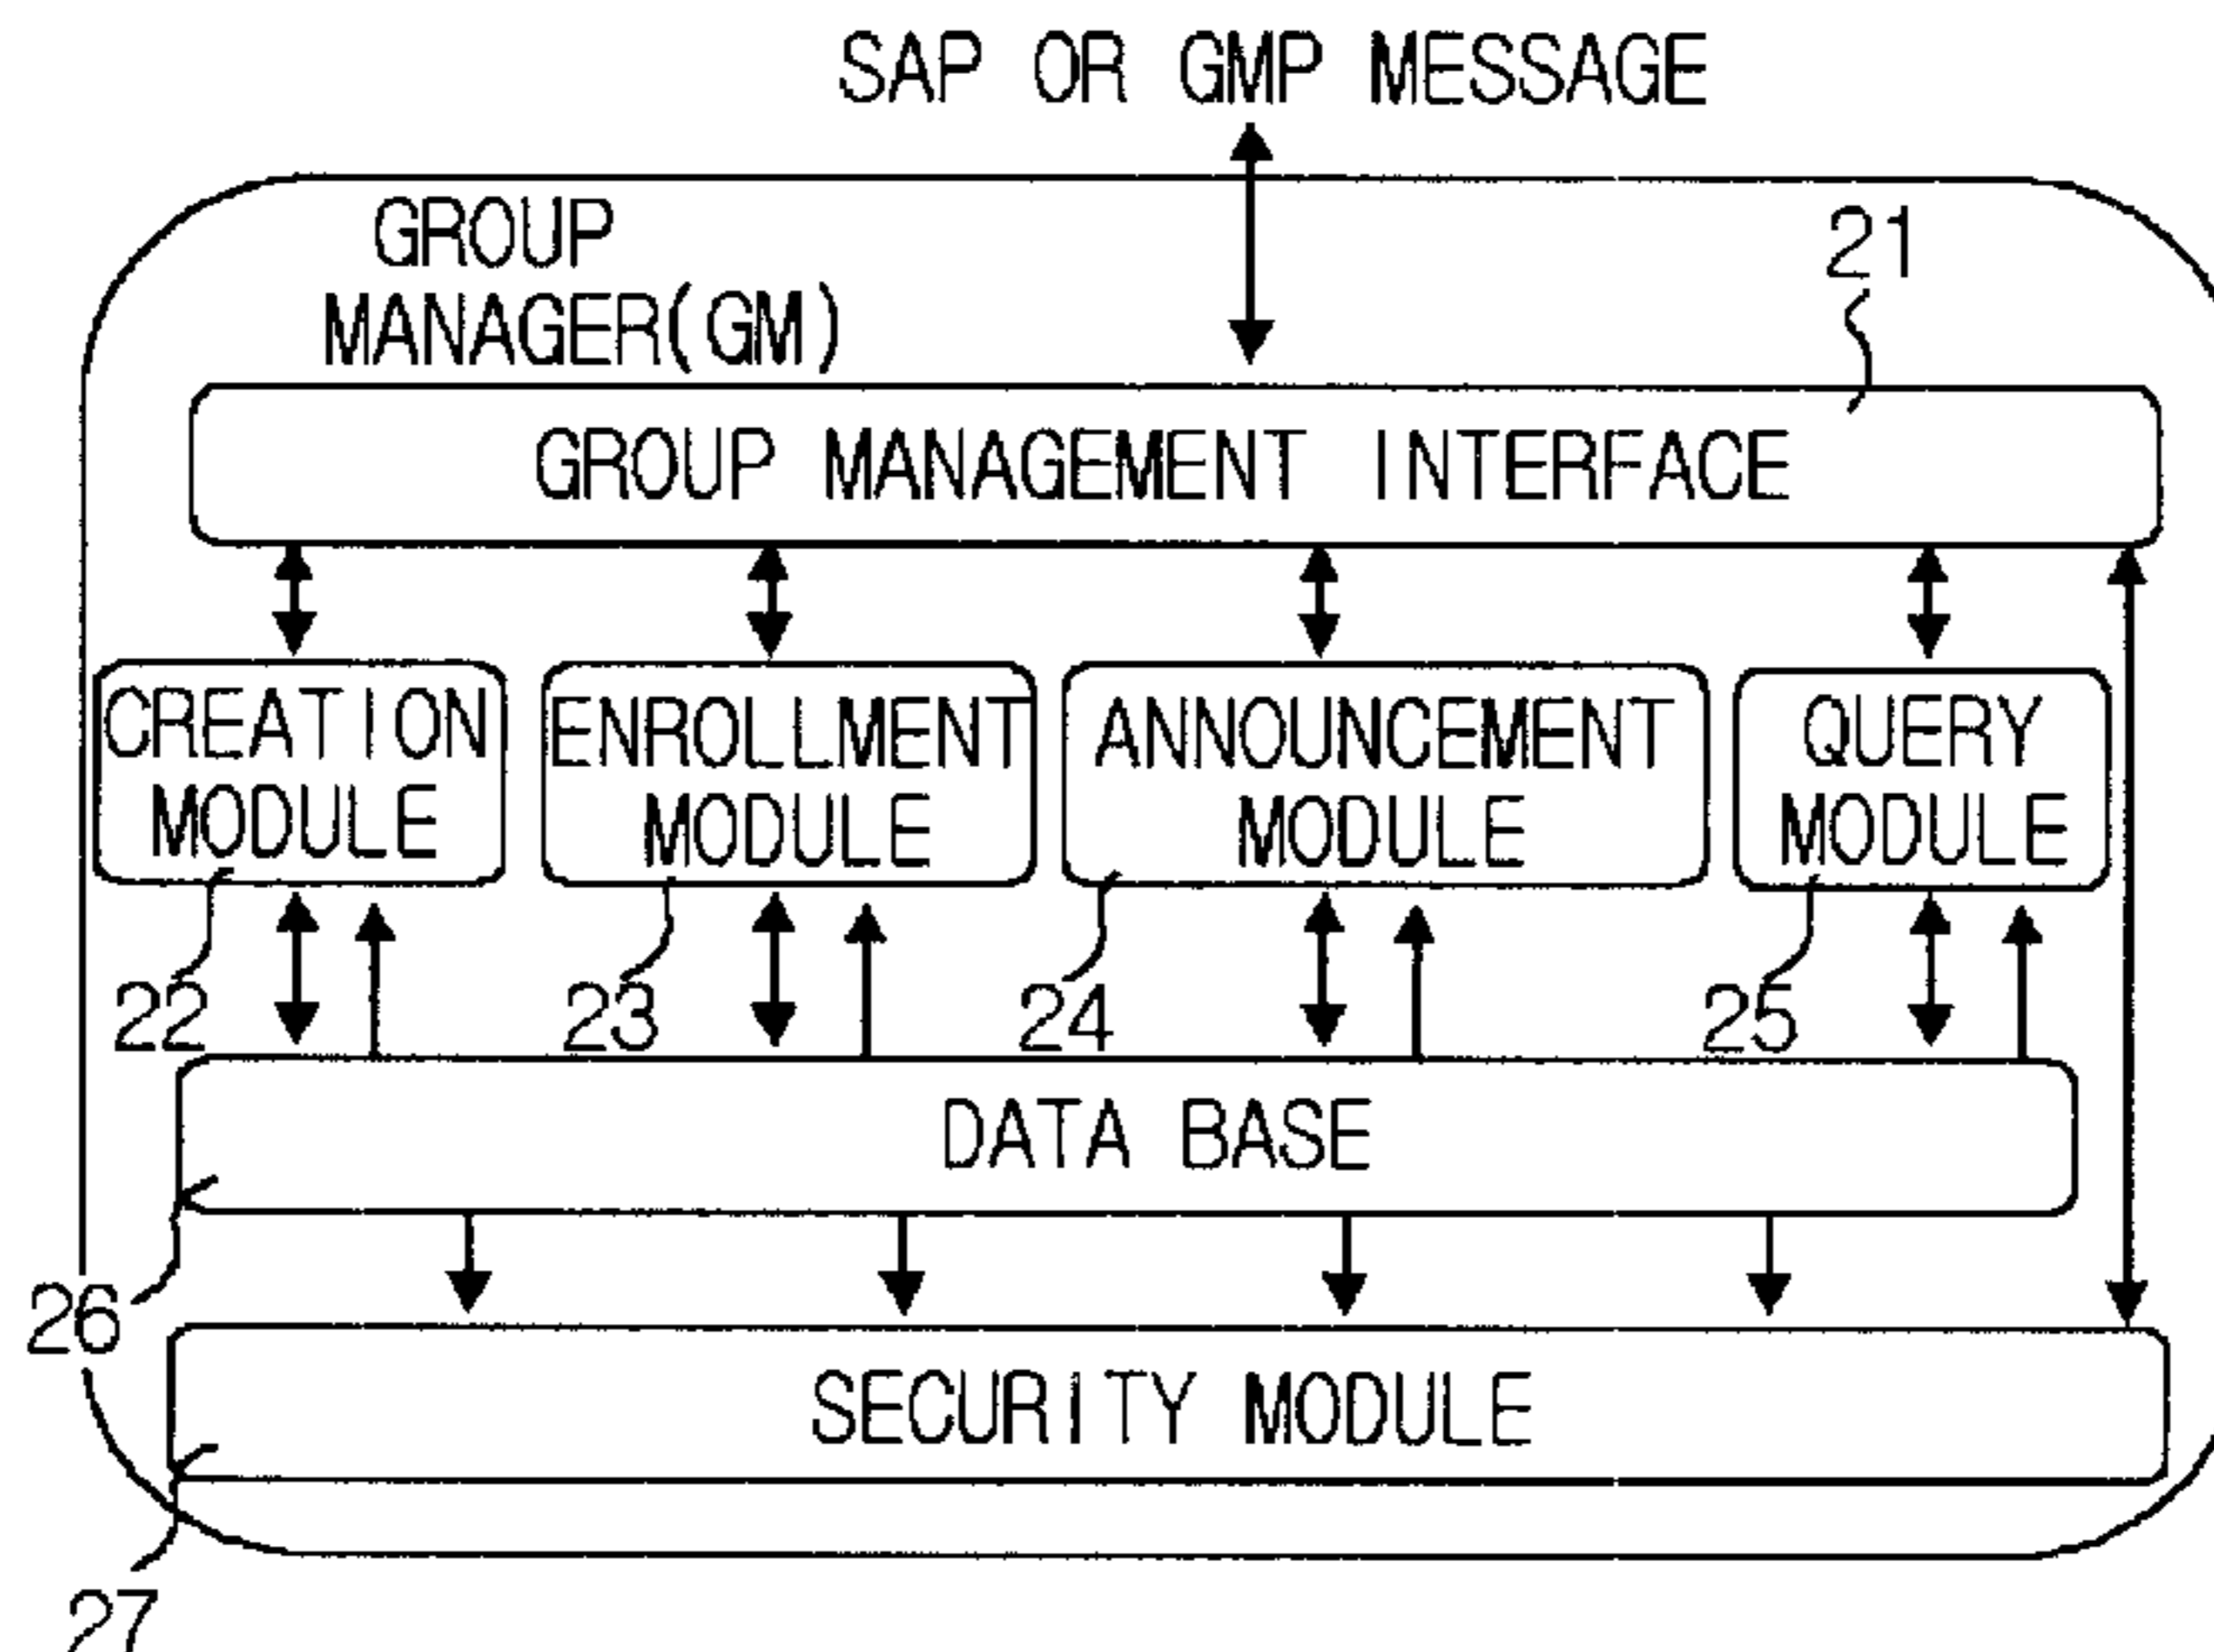 SAP OR GMP MESSAGE
GROUP
MANAGER(GM)
21
GROUP MANAGEMENT INTERFACE
CREATION
MODULE
ENROLLMENT
MODULE
ANNOUNCEMENT
MODULE
QUERY
MODULE
22
23
24
25
DATA BASE
26
SECURITY MODULE
27